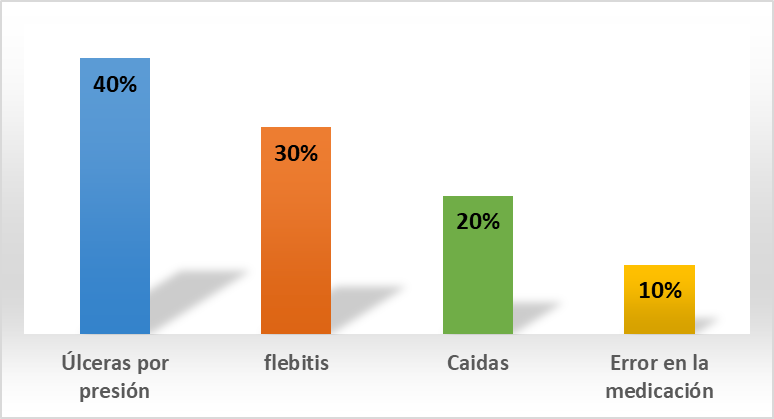 40%
30%
20%
10%
Úlceras por
presión
flebitis
Caidas
Error en la
medicación